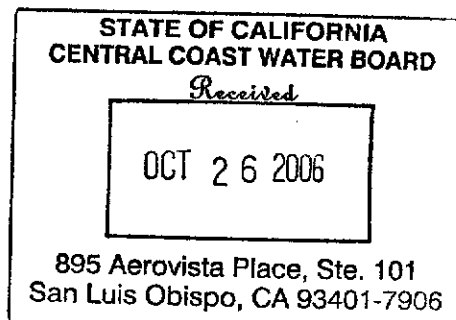 STATE OF CALIFORNIA
CENTRAL COAST WATER BOARD
Received
OCT 26 2006
895 Aerovista Place, Ste. 101
San Luis Obispo, CA 93401-7906